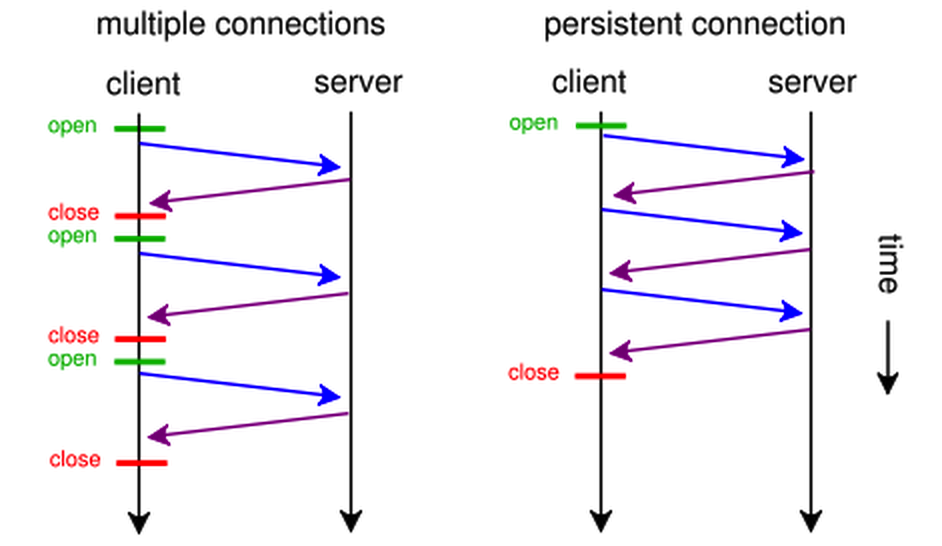 multiple connections
client
server
open
close
open
close
open
close
persistent connection
client
server
open
close
time